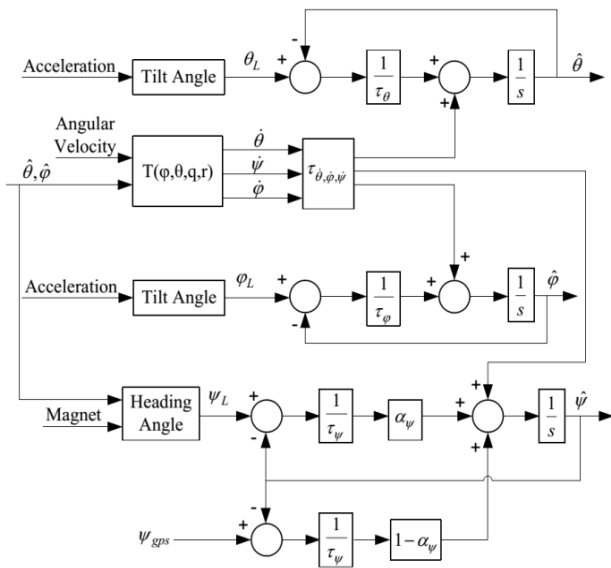 -
Acceleration
Tilt Angle
θ_L
+
1/τ_θ
+
+
1/s
θ̂
Angular
Velocity
θ̂,φ̂
T(φ,θ,q,r)
θ̇
ψ̇
φ̇
τ_θ̇,φ̇,ψ̇
Acceleration
Tilt Angle
φ_L
+
-
1/τ_φ
+
+
1/s
φ̂
Magnet
Heading
Angle
ψ_L
+
-
1/τ_ψ
α_ψ
+
+
+
1/s
ψ̂
ψ_gps
+
-
1/τ_ψ
1-α_ψ